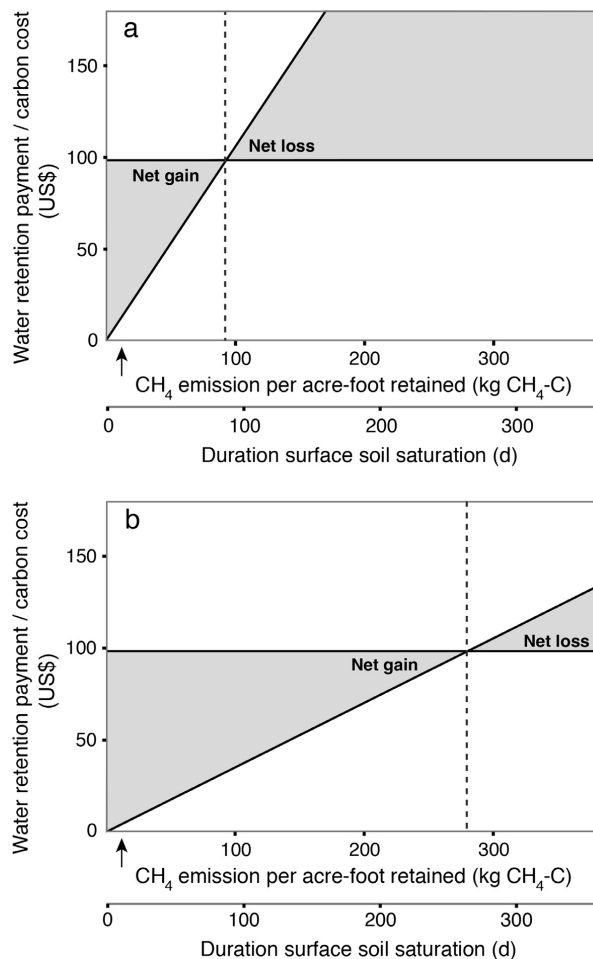 a
Water retention payment / carbon cost
(US$)
150
100
50
0
Net gain
Net loss
100
200
300
CH₄ emission per acre-foot retained (kg CH₄-C)
0
100
200
300
Duration surface soil saturation (d)
b
Water retention payment / carbon cost
(US$)
150
100
50
0
Net gain
Net loss
100
200
300
CH₄ emission per acre-foot retained (kg CH₄-C)
0
100
200
300
Duration surface soil saturation (d)